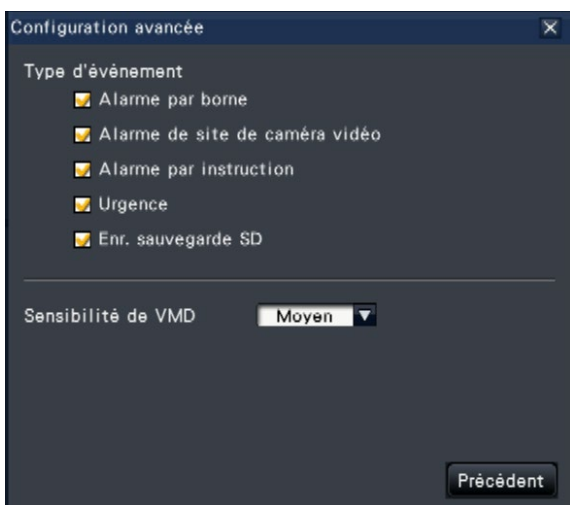 Configuration avancée
Type d'événement
Alarme par borne
Alarme de site de caméra vidéo
Alarme par instruction
Urgence
Enr. sauvegarde SD
Sensibilité de VMD Moyen
Précédent